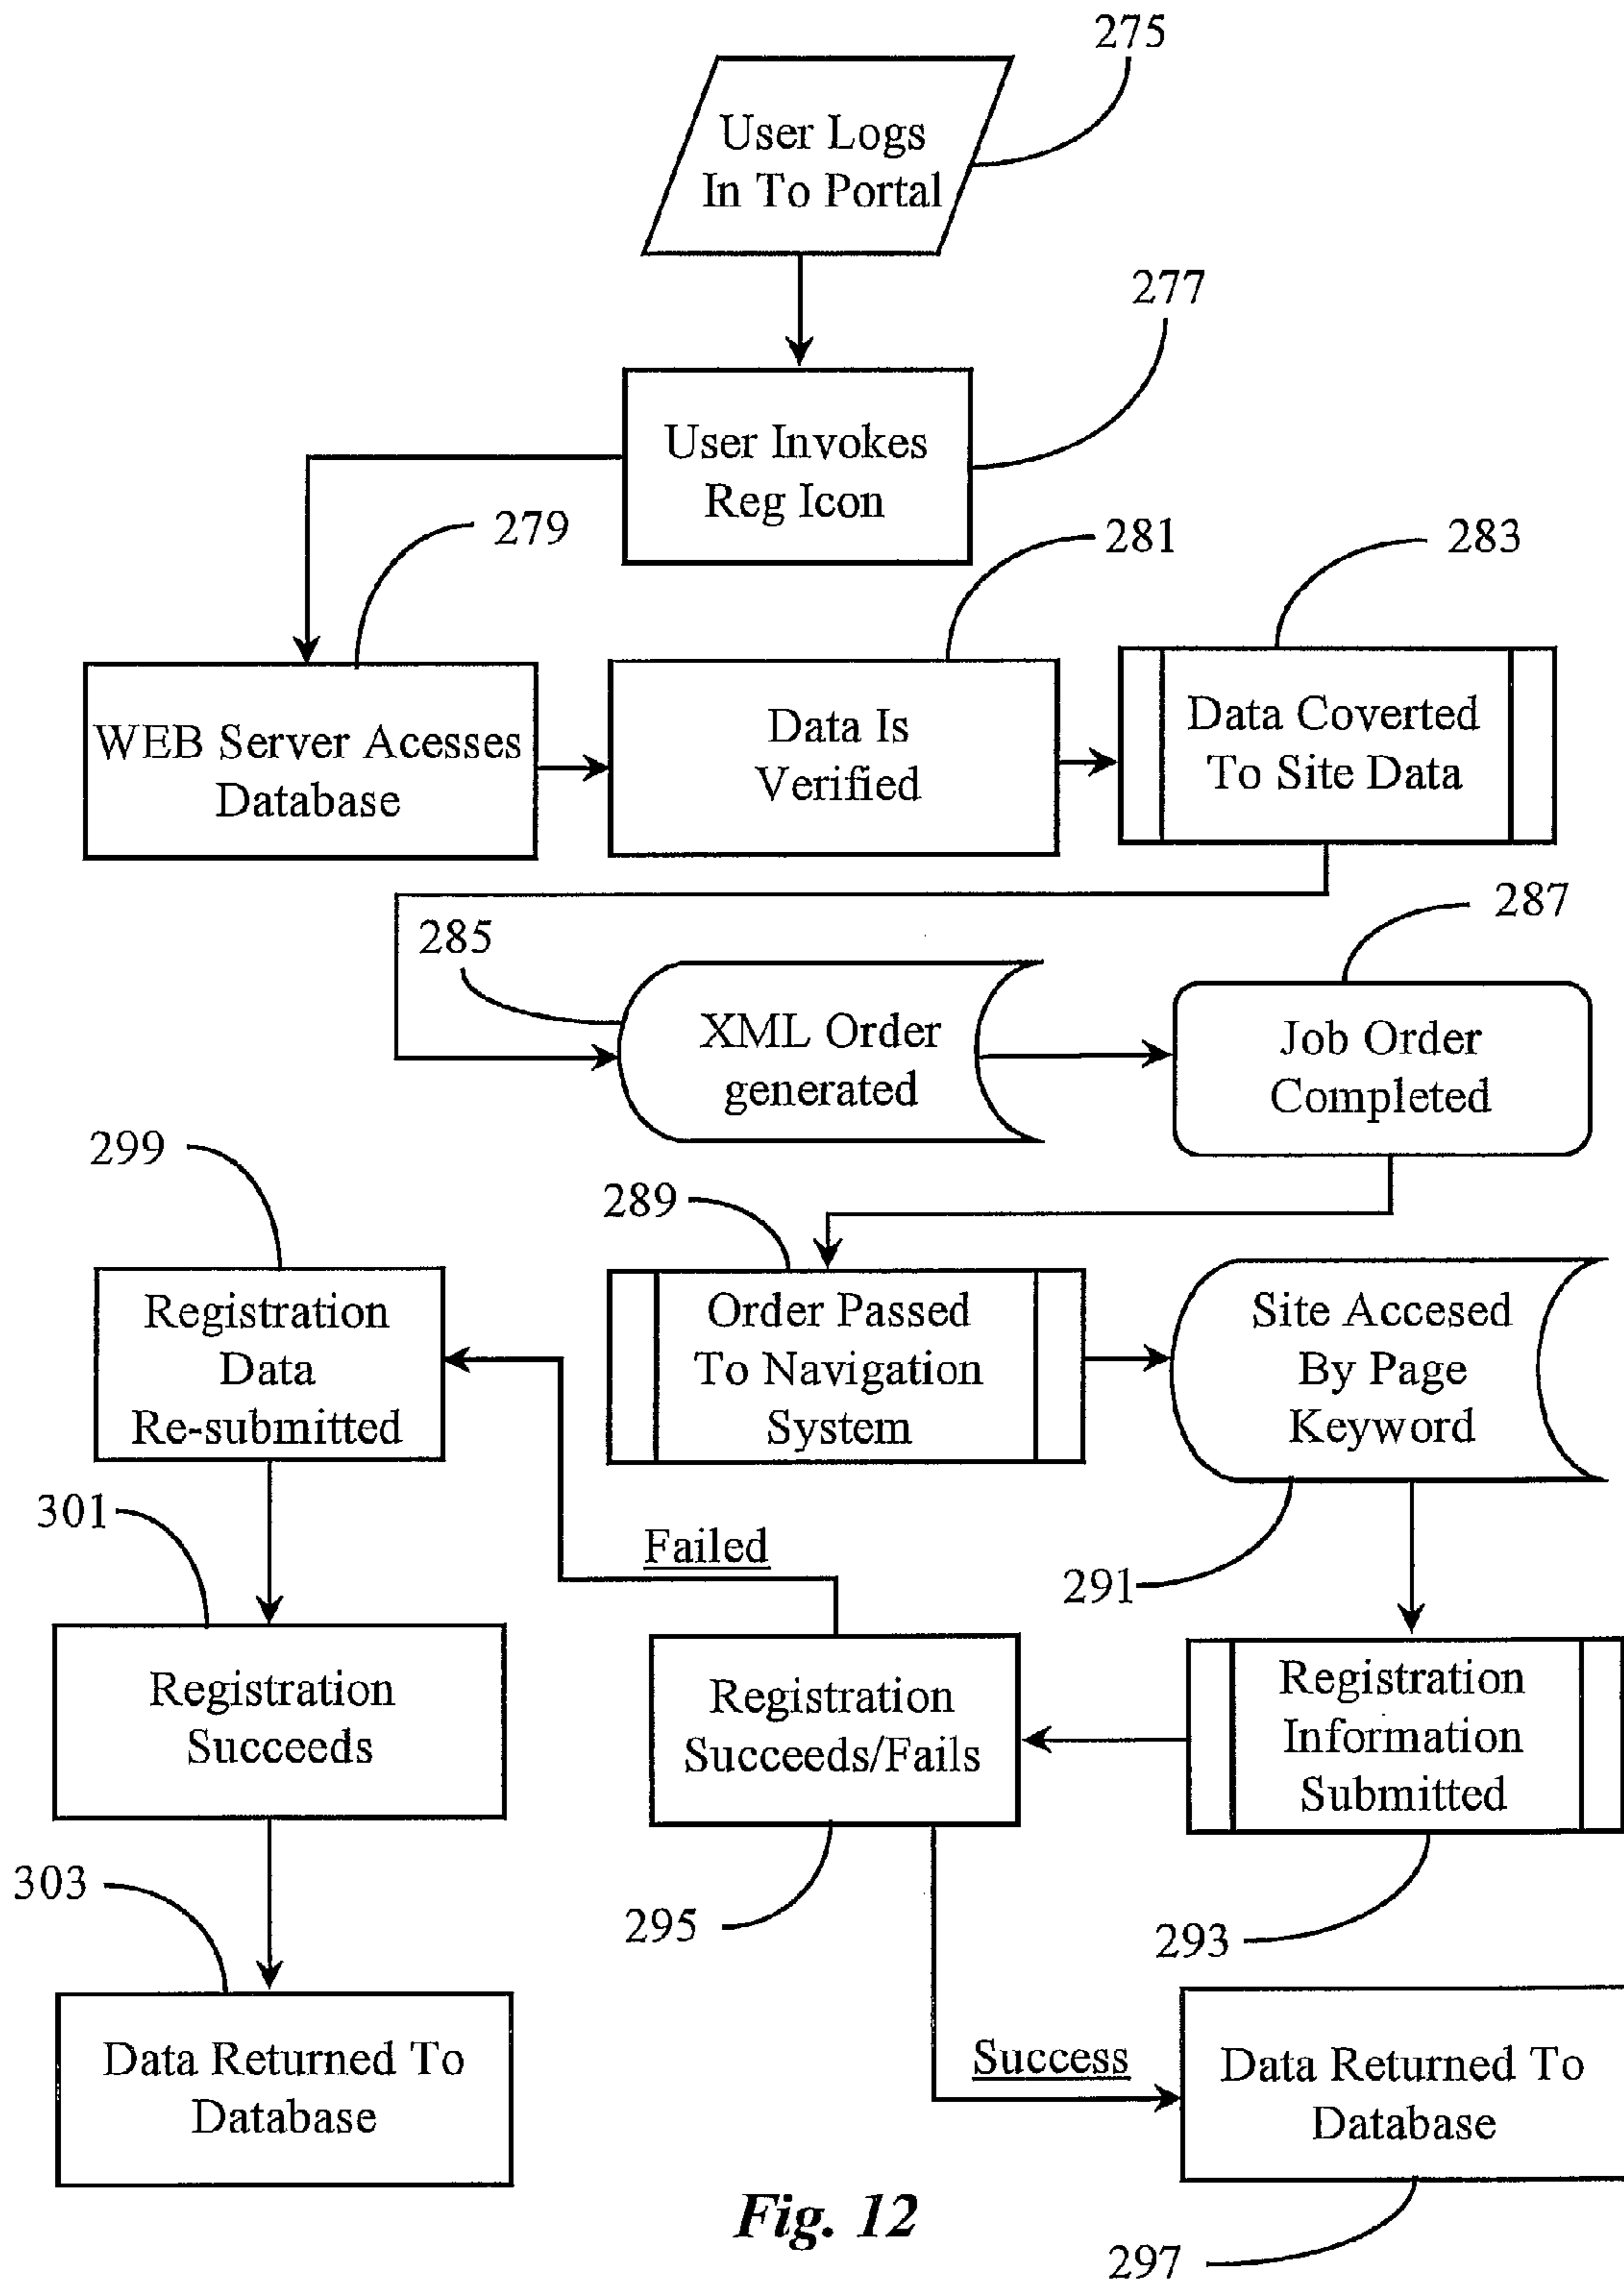 275
User Logs
In To Portal
277
User Invokes
Reg Icon
279
281
283
WEB Server Acesses
Database
Data Is
Verified
Data Coverted
To Site Data
285
287
XML Order
generated
Job Order
Completed
299
289
Registration
Data
Re-submitted
Order Passed
To Navigation
System
Site Accesed
By Page
Keyword
301
Failed
291
Registration
Succeeds
Registration
Succeeds/Fails
Registration
Information
Submitted
303
295
293
Data Returned To
Database
Success
Data Returned To
Database
Fig. 12
297